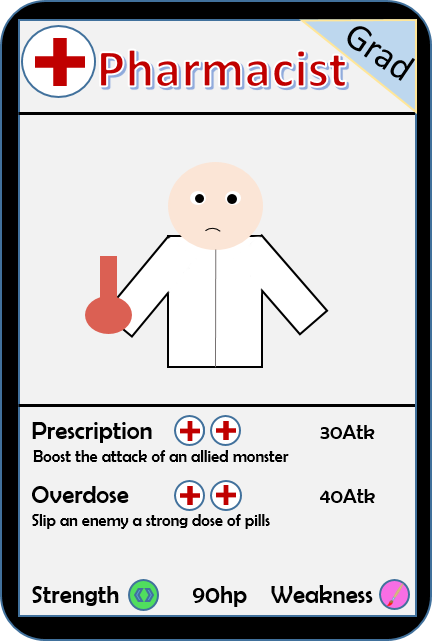 Pharmacist
Grad
Prescription 30Atk
Boost the attack of an allied monster
Overdose 40Atk
Slip an enemy a strong dose of pills
Strength 90hp Weakness